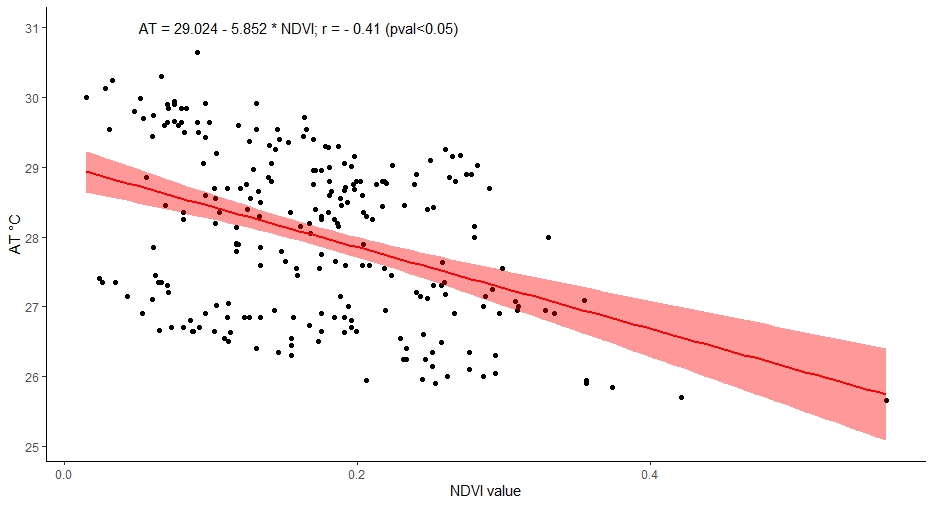 AT = 29.024 - 5.852 * NDVI; r = - 0.41 (pval<0.05)
31
30
29
28
27
26
25
AT °C
0.0 0.2 0.4
NDVI value